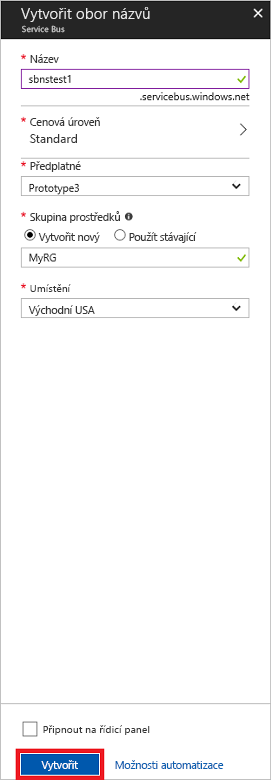 Vytvořit obor názvů
Service Bus
* Název
sbnstest1
.servicebus.windows.net
* Cenová úroveň
Standard
* Předplatné
Prototype3
* Skupina prostředků
Vytvořit nový Použít stávající
MyRG
* Umístění
Východní USA
Připnout na řídicí panel
Vytvořit Možnosti automatizace